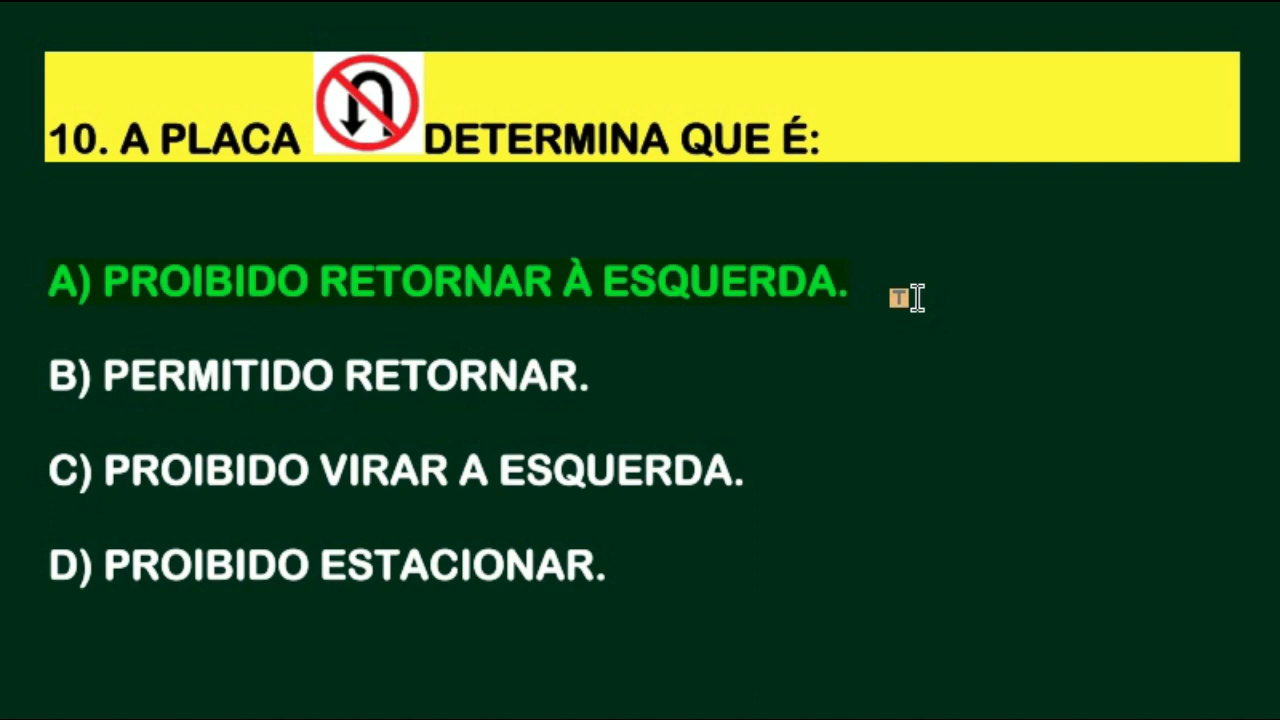 10. A PLACA DETERMINA QUE É:
A) PROIBIDO RETORNAR À ESQUERDA.
T
B) PERMITIDO RETORNAR.
C) PROIBIDO VIRAR A ESQUERDA.
D) PROIBIDO ESTACIONAR.